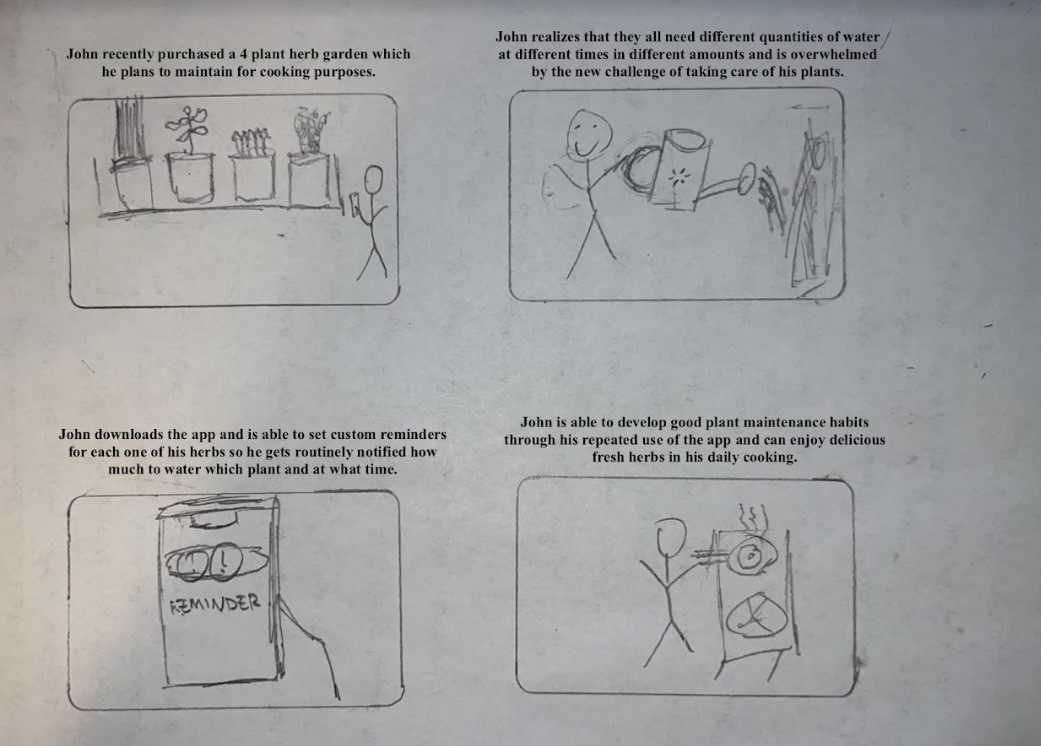 John recently purchased a 4 plant herb garden which
he plans to maintain for cooking purposes.
John realizes that they all need different quantities of water
at different times in different amounts and is overwhelmed
by the new challenge of taking care of his plants.
John downloads the app and is able to set custom reminders
for each one of his herbs so he gets routinely notified how
much to water which plant and at what time.
REMINDER
John is able to develop good plant maintenance habits
through his repeated use of the app and can enjoy delicious
fresh herbs in his daily cooking.